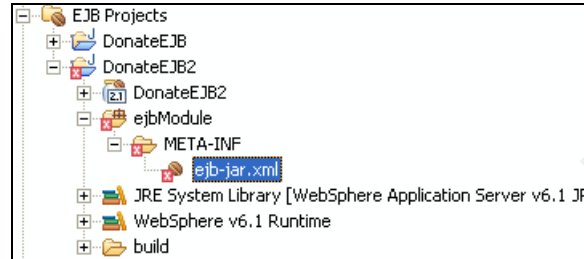 EJB Projects
DonateEJB
DonateEJB2
2.1 DonateEJB2
ejbModule
META-INF
ejb-jar.xml
JRE System Library [WebSphere Application Server v6.1 JR
WebSphere v6.1 Runtime
build